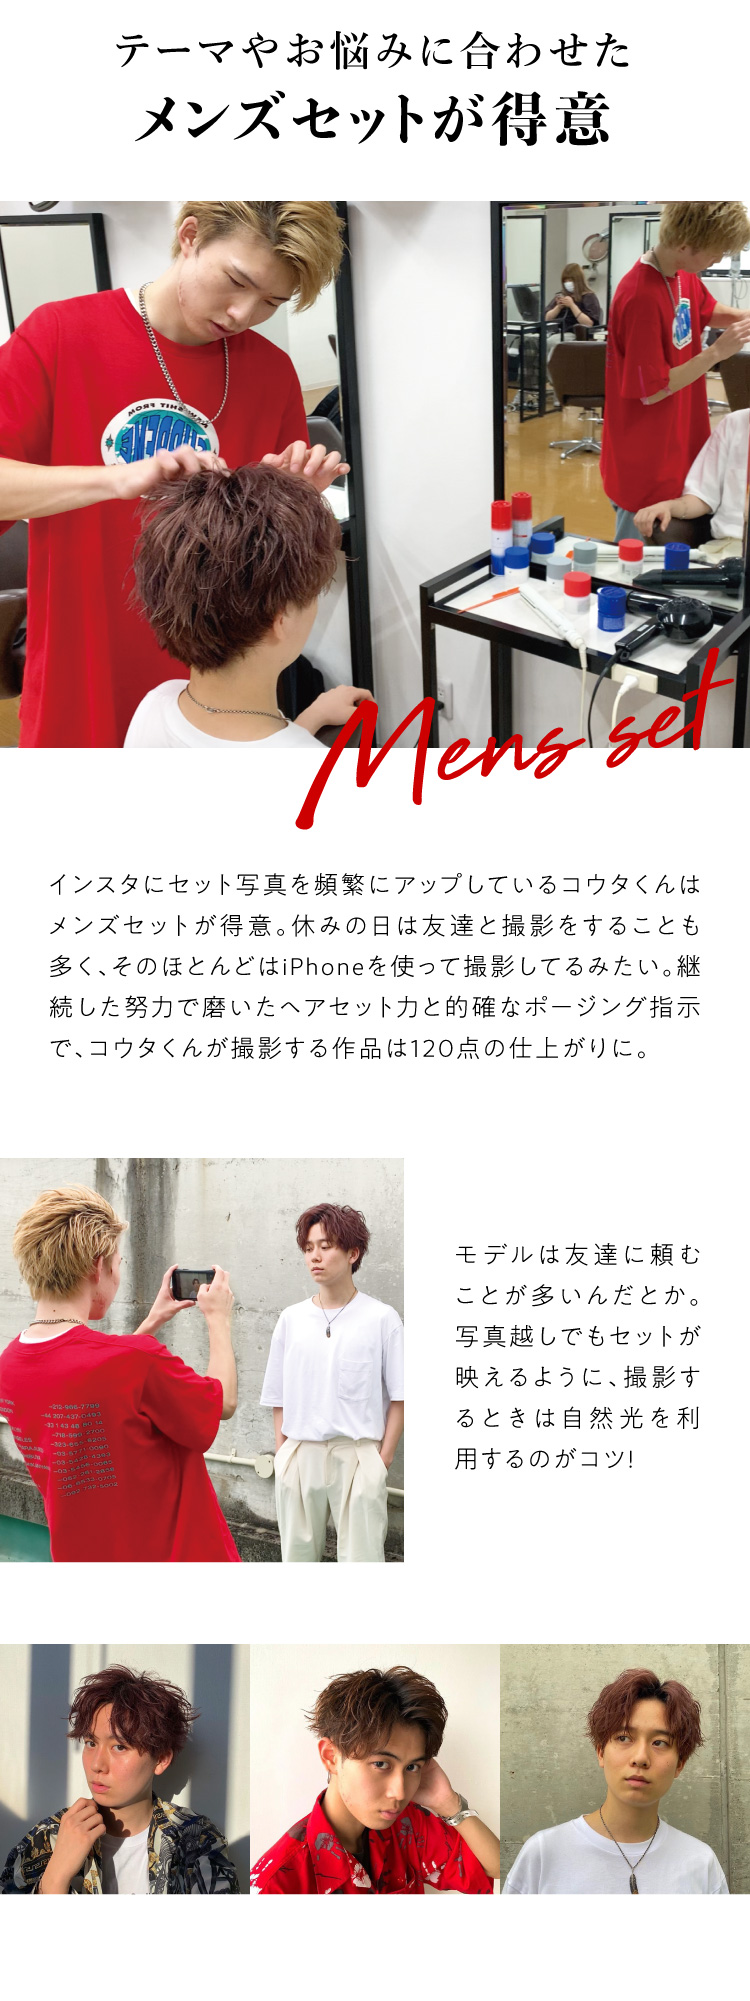 テーマやお悩みに合わせた
メンズセットが得意
Mens set
インスタにセット写真を頻繁にアップしているコウタくんは
メンズセットが得意。休みの日は友達と撮影をすることも
多く、そのほとんどはiPhoneを使って撮影してるみたい。継
続した努力で磨いたヘアセット力と的確なポージング指示
で、コウタくんが撮影する作品は120点の仕上がりに。
モデルは友達に頼む
ことが多いんだとか。
写真越しでもセットが
映えるように、撮影す
るときは自然光を利
用するのがコツ!